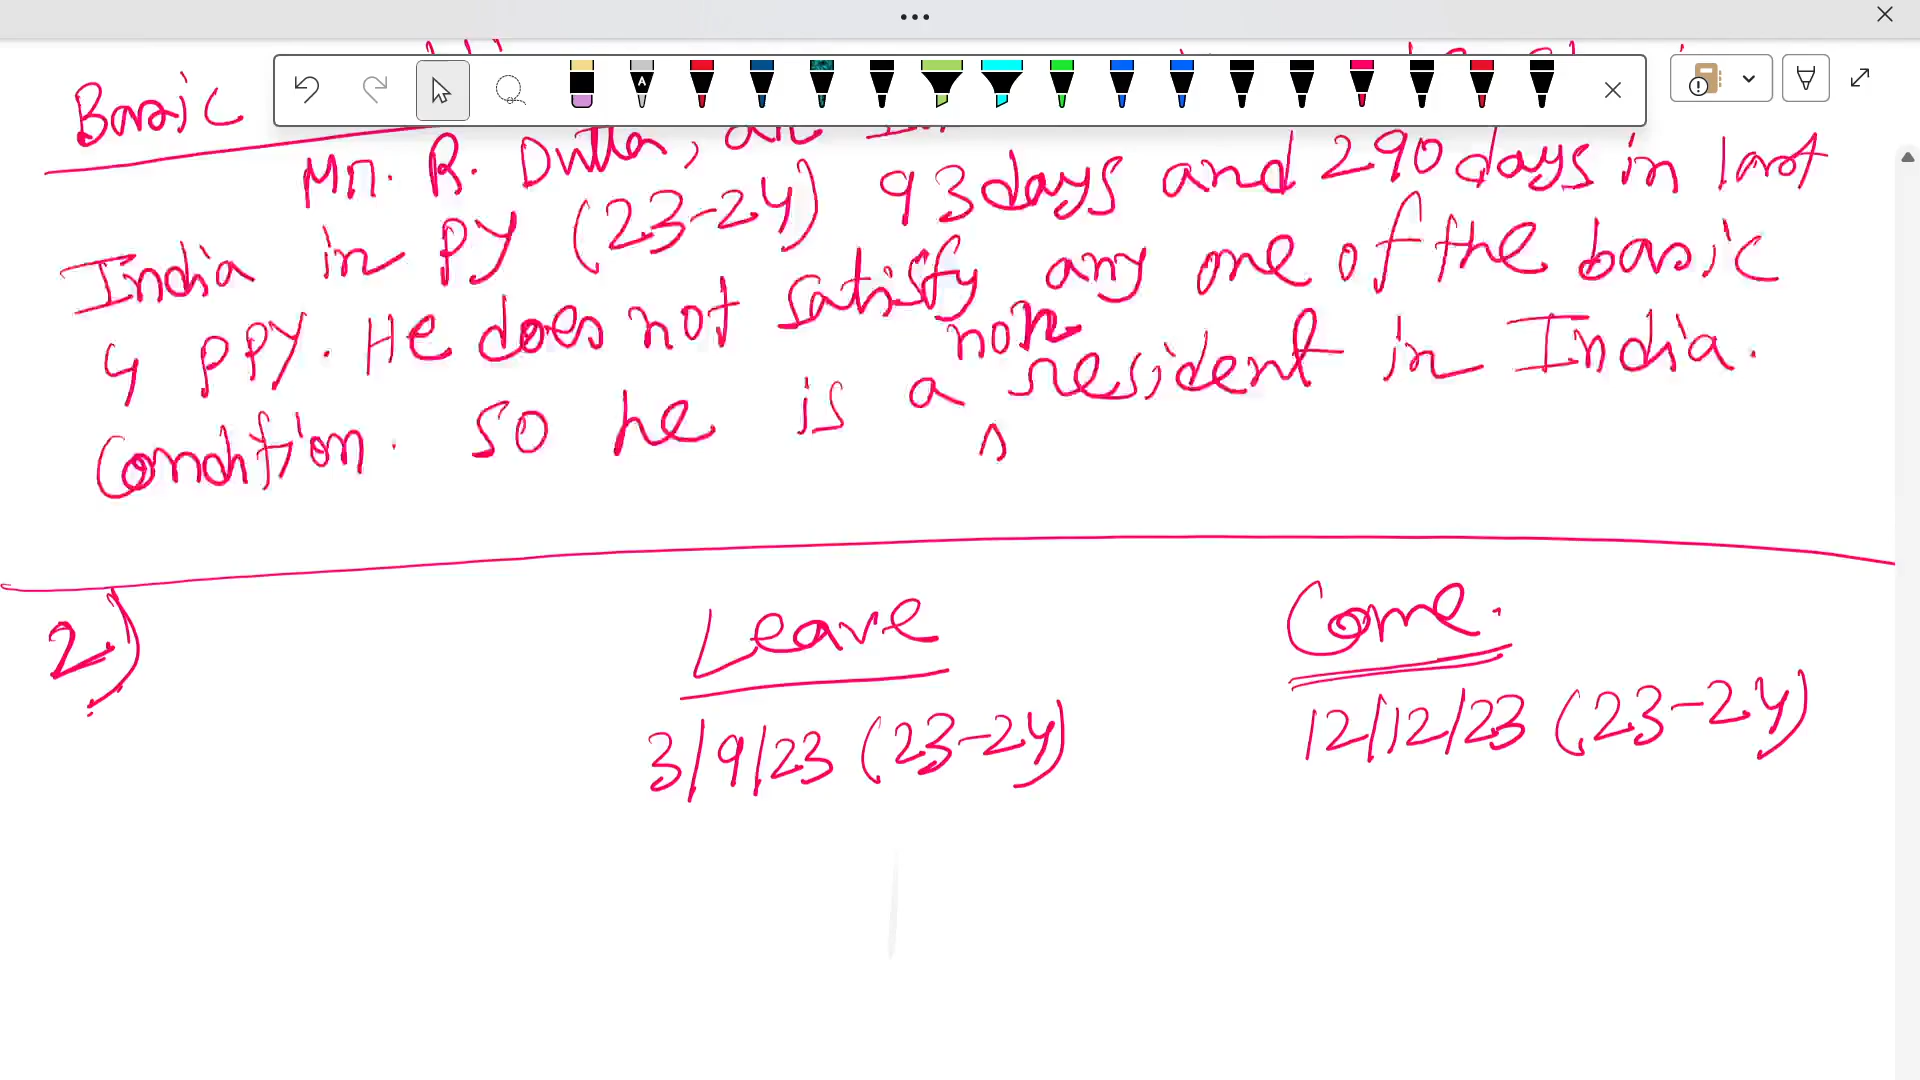 Basic
Mr. R. Dutta, an In
India in PY (23-24) 93 days and 290 days in last
4 PPY. He does not satisfy any one of the basic
Condition. So he is a non resident in India.
2)
Leave
Come.
3/9/23 (23-24)
12/12/23 (23-24)